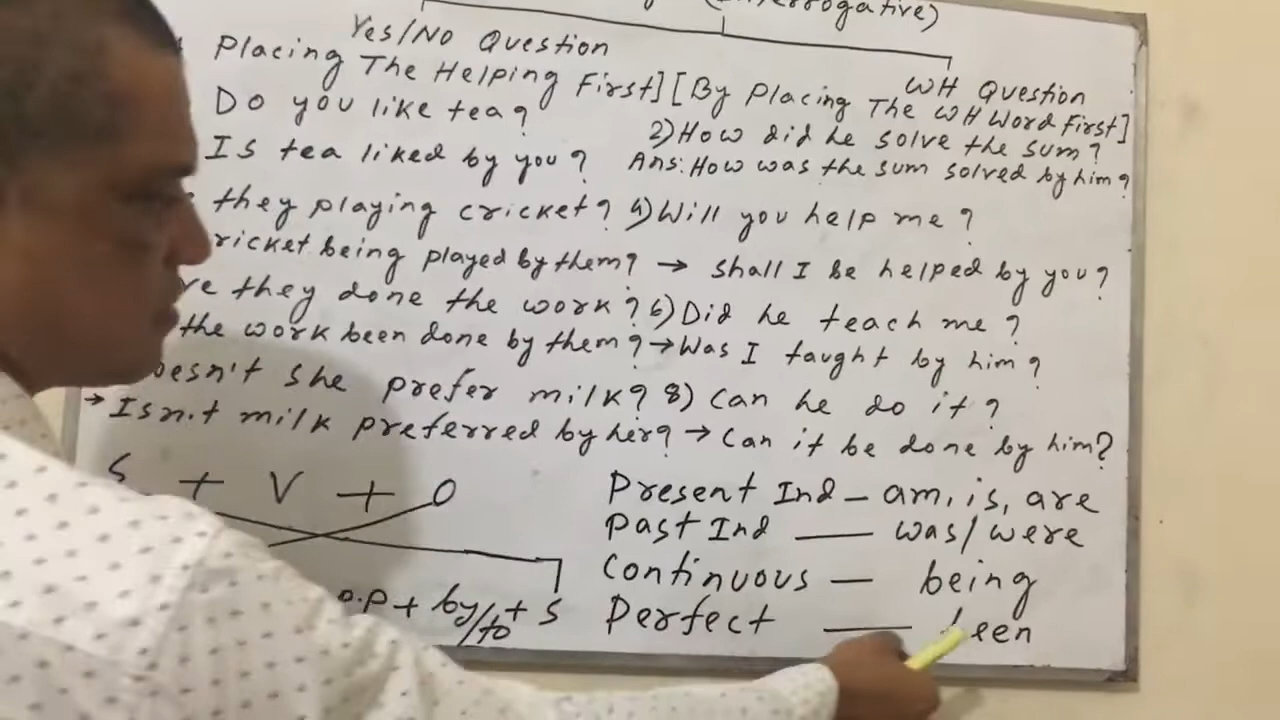 (Interrogative)
Yes/No Question
Placing The Helping First]
WH Question
[By Placing The WH Word First]
Do you like tea?
Is tea liked by you?
2) How did he solve the sum?
Ans: How was the sum solved by him?
they playing cricket?
cricket being played by them?
4) Will you help me?
→ shall I be helped by you?
they done the work?
the work been done by them?
6) Did he teach me?
→ Was I taught by him?
Doesn't she prefer milk?
→ Isn't milk preferred by her?
8) Can he do it?
→ Can it be done by him?
S + V + O
+ by/to + S
Present Ind – am, is, are
Past Ind — was/were
Continuous — being
Perfect — been